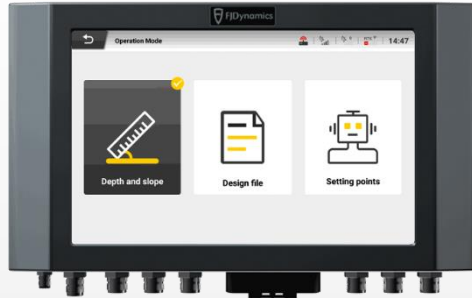 FJDynamics
Operation Mode
14:47
Depth and slope
Design file
Setting points